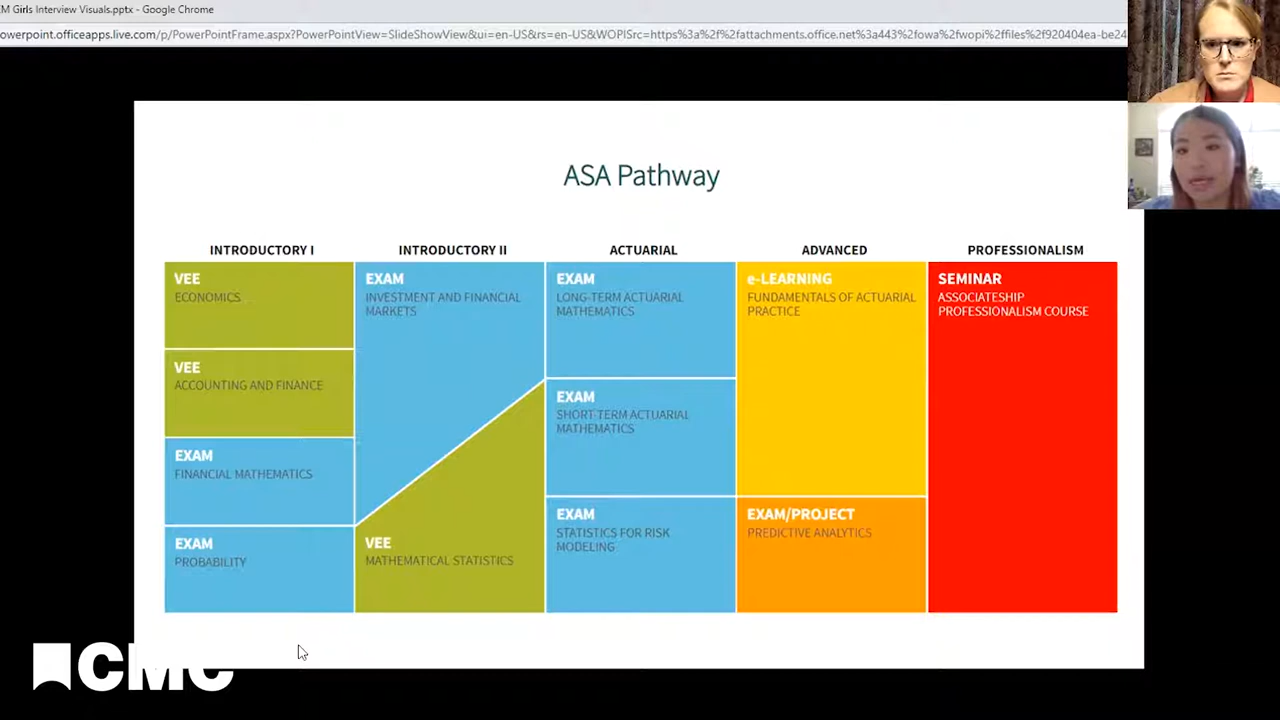 M Girls Interview Visuals.pptx - Google Chrome
owerpoint.officeapps.live.com/p/PowerPointFrame.aspx?PowerPointView=SlideShowView&ui=en-US&rs=en-US&WOPISrc=https%3a%2f%2fattachments.office.net%3a443%2fowa%2fwopi%2ffiles%2f920404ea-be24
ASA Pathway
INTRODUCTORY I
VEE
ECONOMICS
VEE
ACCOUNTING AND FINANCE
EXAM
FINANCIAL MATHEMATICS
EXAM
PROBABILITY
INTRODUCTORY II
EXAM
INVESTMENT AND FINANCIAL
MARKETS
VEE
MATHEMATICAL STATISTICS
ACTUARIAL
EXAM
LONG-TERM ACTUARIAL
MATHEMATICS
EXAM
SHORT-TERM ACTUARIAL
MATHEMATICS
EXAM
STATISTICS FOR RISK
MODELING
ADVANCED
e-LEARNING
FUNDAMENTALS OF ACTUARIAL
PRACTICE
EXAM/PROJECT
PREDICTIVE ANALYTICS
PROFESSIONALISM
SEMINAR
ASSOCIATESHIP
PROFESSIONALISM COURSE
CMC